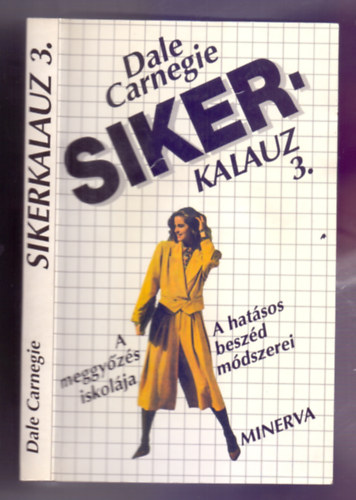 Dale Carnegie SIKERKALAUZ 3.
Dale
Carnegie
SIKER-
KALAUZ
3.
A
meggyőzés
iskolája
A hatásos
beszéd
módszerei
MINERVA